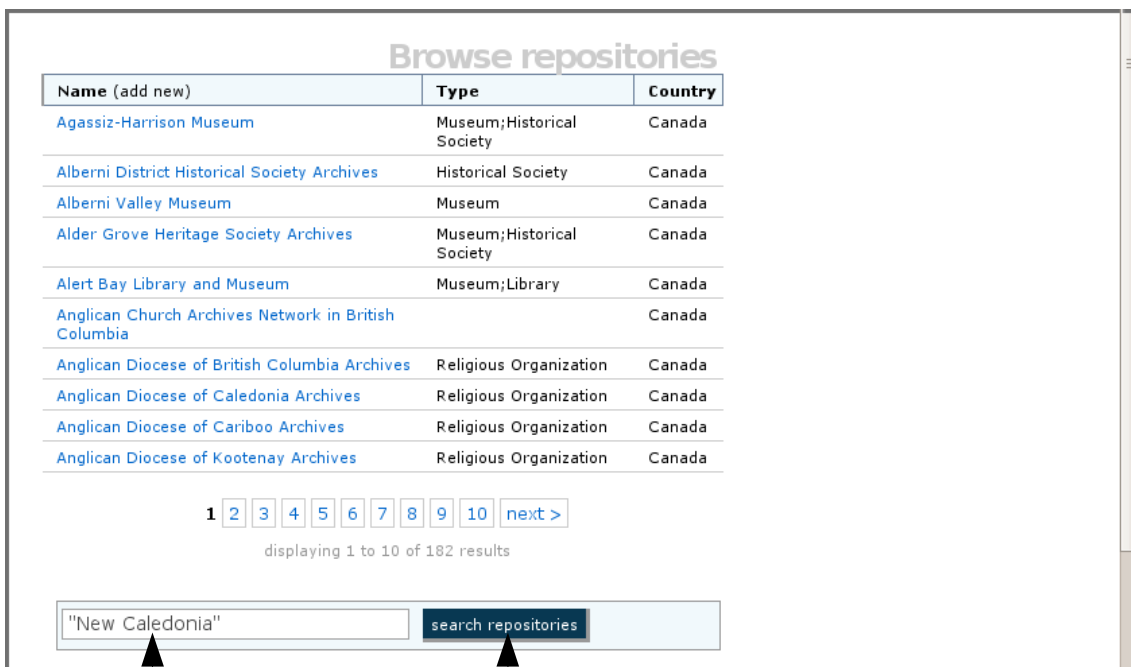 Browse repositories
Name (add new) Type Country
Agassiz-Harrison Museum Museum;Historical Society Canada
Alberni District Historical Society Archives Historical Society Canada
Alberni Valley Museum Museum Canada
Alder Grove Heritage Society Archives Museum;Historical Society Canada
Alert Bay Library and Museum Museum;Library Canada
Anglican Church Archives Network in British Columbia Canada
Anglican Diocese of British Columbia Archives Religious Organization Canada
Anglican Diocese of Caledonia Archives Religious Organization Canada
Anglican Diocese of Cariboo Archives Religious Organization Canada
Anglican Diocese of Kootenay Archives Religious Organization Canada
1 2 3 4 5 6 7 8 9 10 next >
displaying 1 to 10 of 182 results
"New Caledonia" search repositories